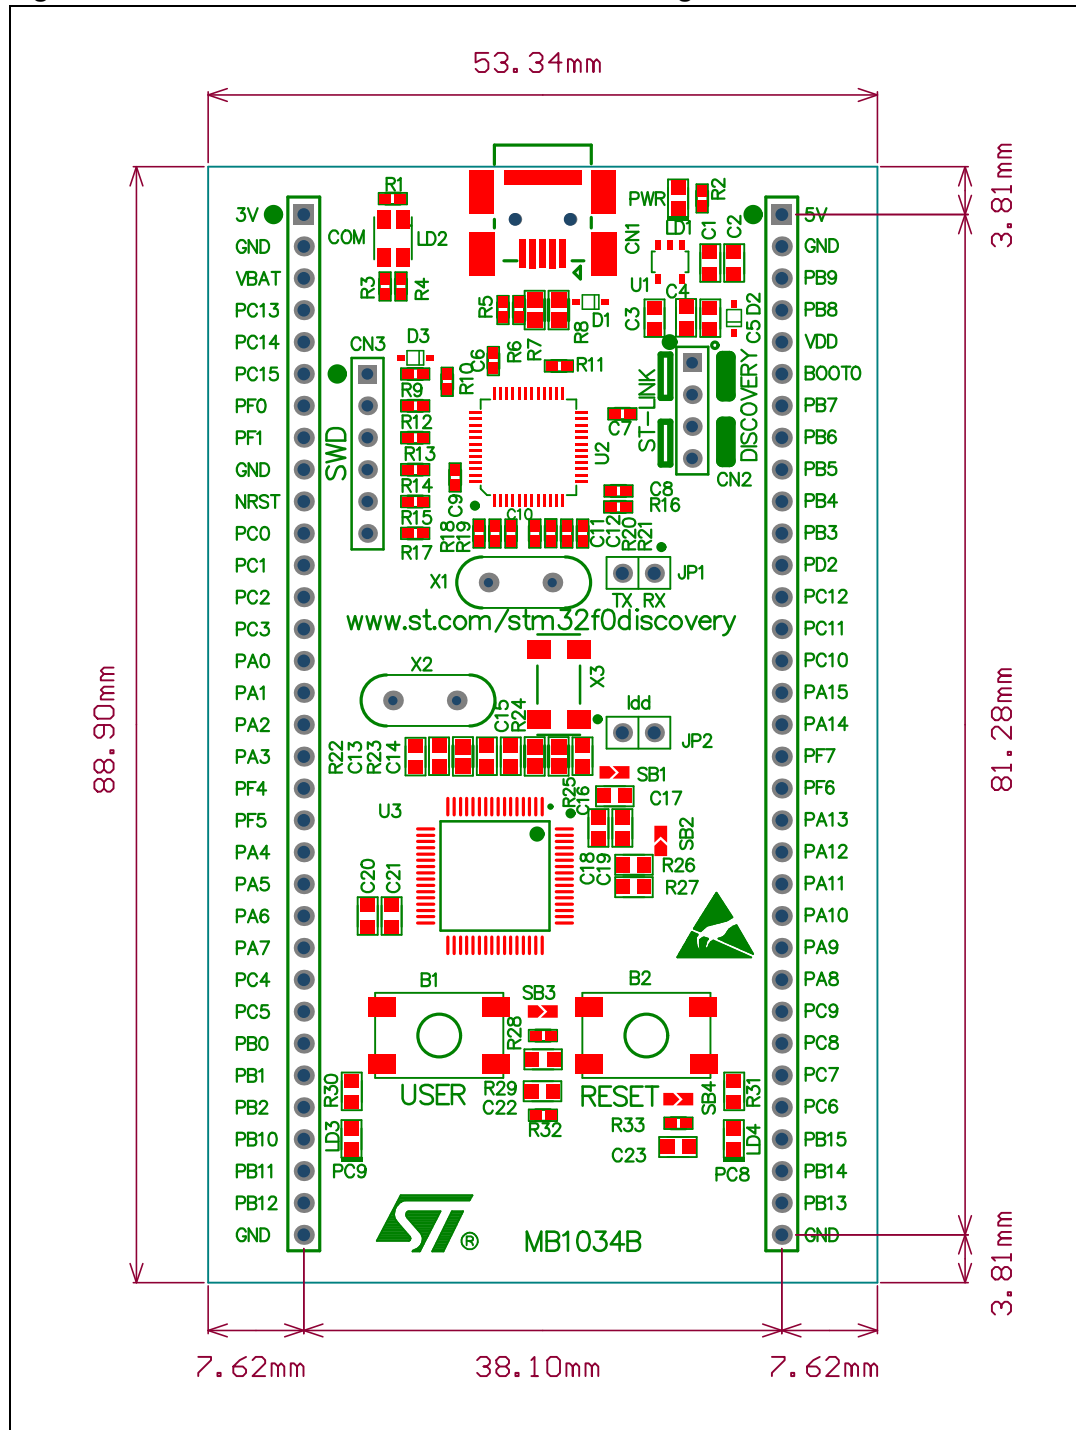 53.34mm
3.81mm
R1
PWR
R2
3V
COM
LD2
CN1
LD1
C1
C2
5V
GND
U1
GND
VBAT
R3
R4
C4
PB9
PC13
R5
R6
R7
R8
D1
C3
C5
D2
PB8
PC14
CN3
D3
C6
R11
VDD
PC15
R9
R10
ST-LINK
DISCOVERY
BOOT0
PF0
R12
C7
PB7
PF1
SWD
R13
U2
PB6
GND
R14
C9
C8
CN2
PB5
NRST
R15
C10
R16
PB4
PC0
R17
R18
R19
C11
C12
R20
R21
PB3
PC1
X1
JP1
PD2
PC2
TX RX
PC12
PC3
www.st.com/stm32f0discovery
PC11
PA0
X2
X3
PC10
88.90mm
81.28mm
PA1
Idd
PA15
PA2
C15
R24
JP2
PA14
PA3
R22
C13
R23
C14
SB1
PF7
PF4
R25
C16
C17
PF6
PF5
U3
SB2
PA13
PA4
C18
C19
R26
PA12
PA5
C20
C21
R27
PA11
PA6
PA10
PA7
PA9
PC4
B1
SB3
B2
PA8
PC5
PC9
PB0
R28
PC8
PB1
R30
USER
R29
RESET
SB4
R31
PC7
PB2
C22
PC6
PB10
LD3
R32
R33
LD4
PB15
PB11
PC9
C23
PC8
PB14
PB12
PB13
GND
ST ®
MB1034B
GND
3.81mm
7.62mm
38.10mm
7.62mm